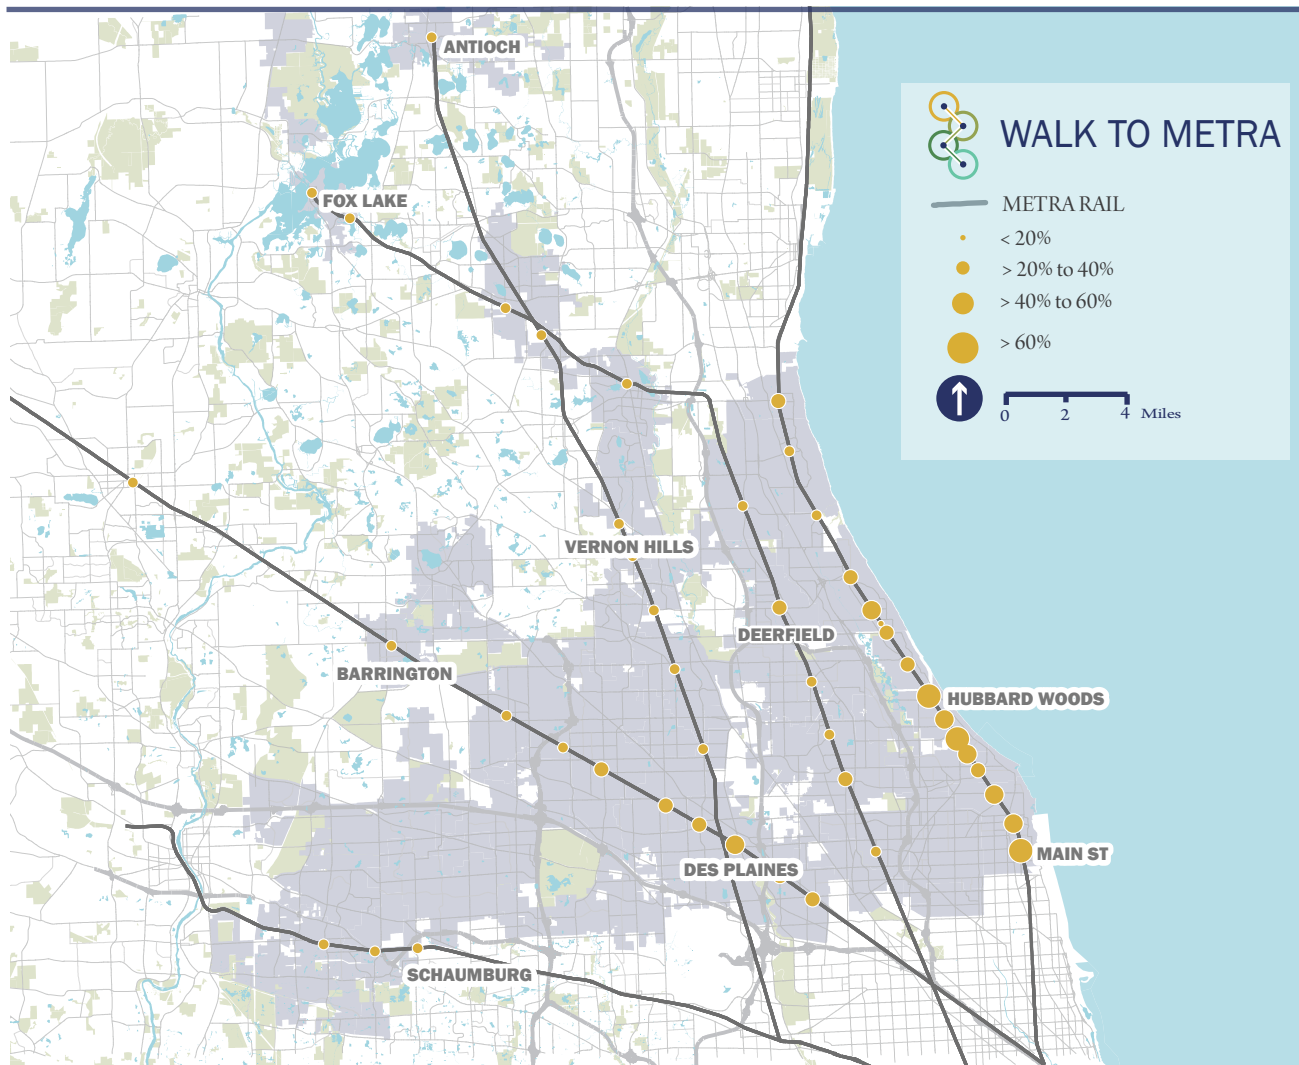 ANTIOCH
WALK TO METRA
FOX LAKE
METRA RAIL
< 20%
> 20% to 40%
> 40% to 60%
> 60%
0 2 4 Miles
VERNON HILLS
DEERFIELD
BARRINGTON
HUBBARD WOODS
MAIN ST
DES PLAINES
SCHAUMBURG